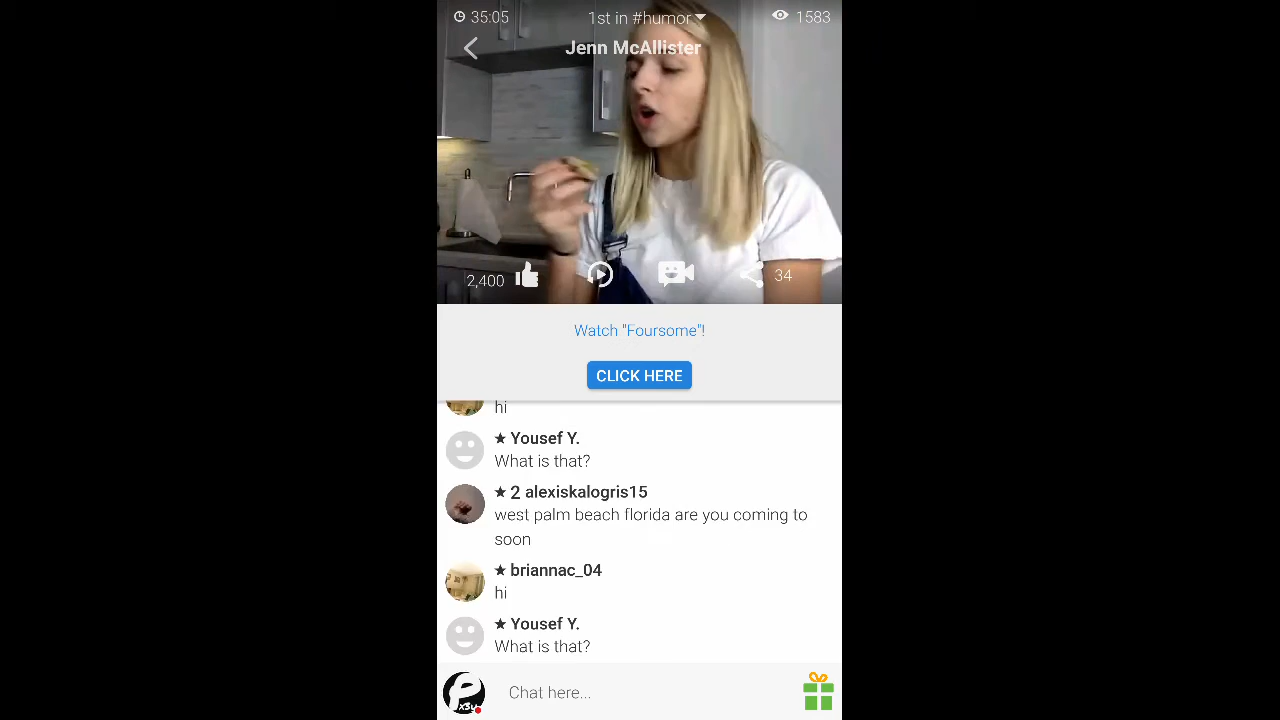 35:05
1st in #humor
1583
Jenn McAllister
2,400
34
Watch "Foursome"!
CLICK HERE
hi
★ Yousef Y.
What is that?
★ 2 alexiskalogris15
west palm beach florida are you coming to
soon
★ briannac_04
hi
★ Yousef Y.
What is that?
Chat here...